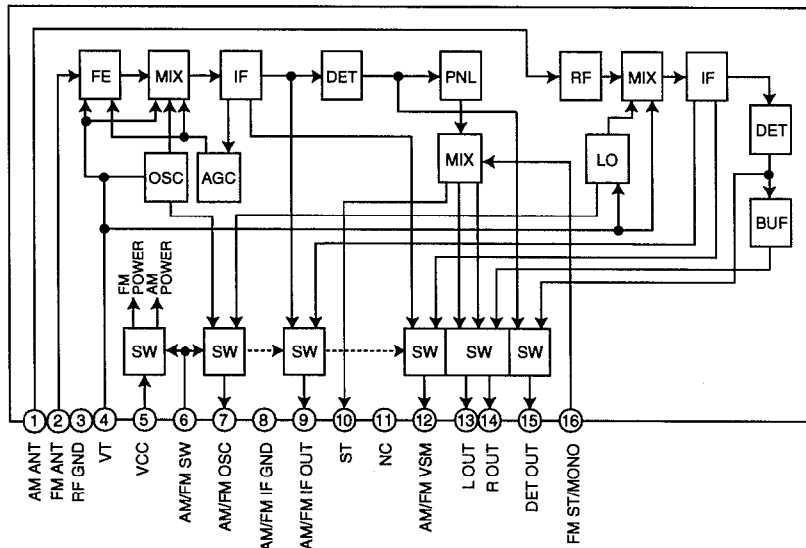 FE MIX IF DET PNL RF MIX IF
DET
OSC AGC MIX LO
BUF
FM POWER
AM POWER
SW SW SW SW SW SW
1 2 3 4 5 6 7 8 9 10 11 12 13 14 15 16
AM ANT
FM ANT
RF GND
VT
VCC
AM/FM SW
AM/FM OSC
AM/FM IF GND
AM/FM IF OUT
ST
NC
AM/FM VSM
L OUT
R OUT
DET OUT
FM ST/MONO